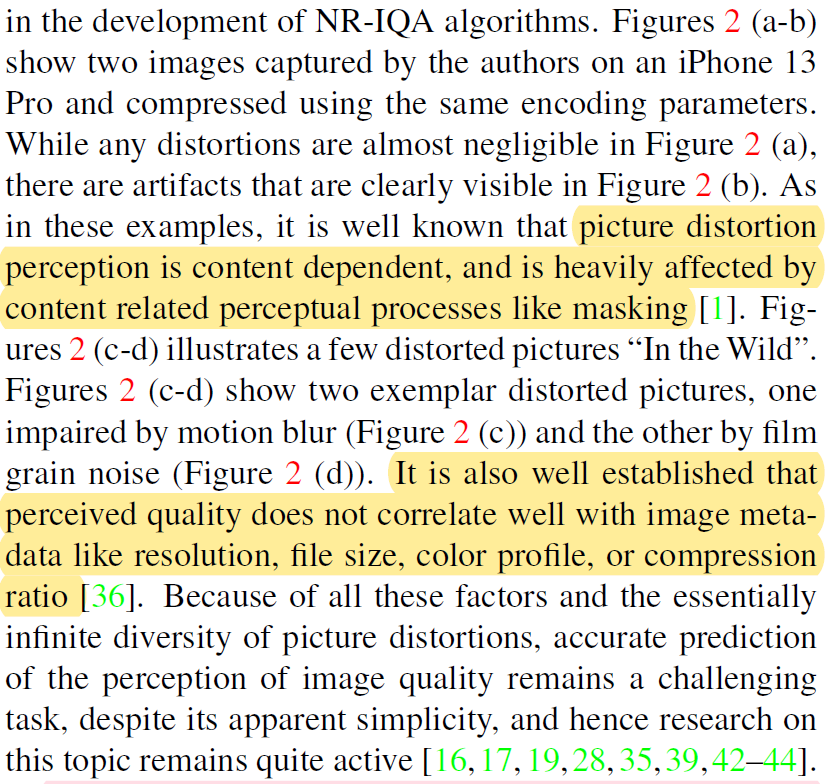 in the development of NR-IQA algorithms. Figures 2 (a-b)
show two images captured by the authors on an iPhone 13
Pro and compressed using the same encoding parameters.
While any distortions are almost negligible in Figure 2 (a),
there are artifacts that are clearly visible in Figure 2 (b). As
in these examples, it is well known that picture distortion
perception is content dependent, and is heavily affected by
content related perceptual processes like masking [1]. Fig-
ures 2 (c-d) illustrates a few distorted pictures “In the Wild”.
Figures 2 (c-d) show two exemplar distorted pictures, one
impaired by motion blur (Figure 2 (c)) and the other by film
grain noise (Figure 2 (d)). It is also well established that
perceived quality does not correlate well with image meta-
data like resolution, file size, color profile, or compression
ratio [36]. Because of all these factors and the essentially
infinite diversity of picture distortions, accurate prediction
of the perception of image quality remains a challenging
task, despite its apparent simplicity, and hence research on
this topic remains quite active [16, 17, 19, 28, 35, 39, 42–44].